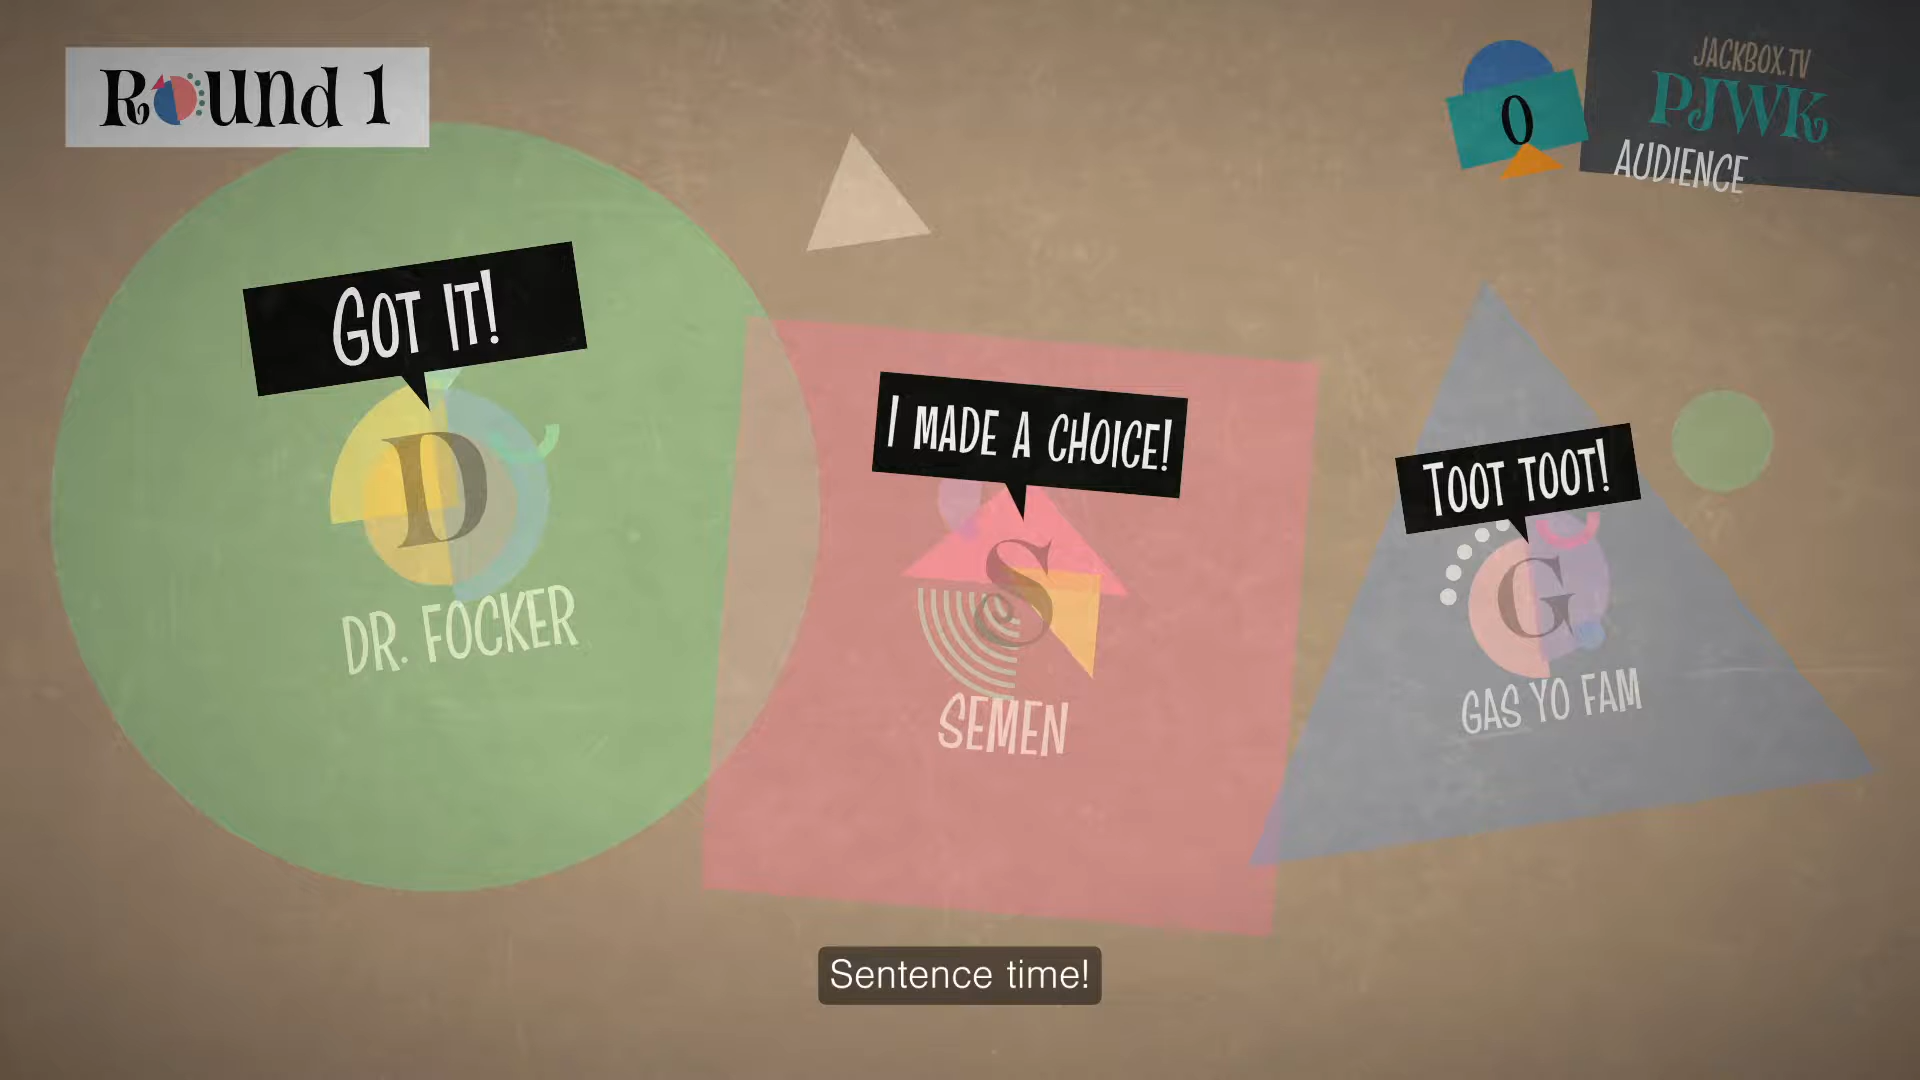 Round 1
0
JACKBOX.TV
PJWK
AUDIENCE
GOT IT!
D
DR. FOCKER
I MADE A CHOICE!
S
SEMEN
TOOT TOOT!
G
GAS YO FAM
Sentence time!